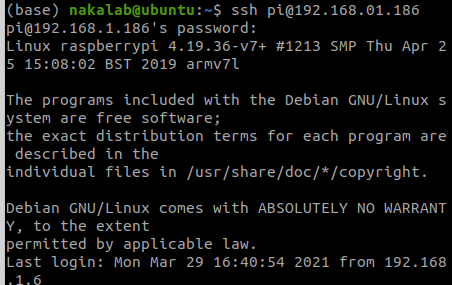 (base) nakalab@ubuntu:~$ ssh pi@192.168.01.186
pi@192.168.1.186's password:
Linux raspberrypi 4.19.36-v7+ #1213 SMP Thu Apr 2
5 15:08:02 BST 2019 armv7l

The programs included with the Debian GNU/Linux s
ystem are free software;
the exact distribution terms for each program are
 described in the
individual files in /usr/share/doc/*/copyright.

Debian GNU/Linux comes with ABSOLUTELY NO WARRANT
Y, to the extent
permitted by applicable law.
Last login: Mon Mar 29 16:40:54 2021 from 192.168
.1.6